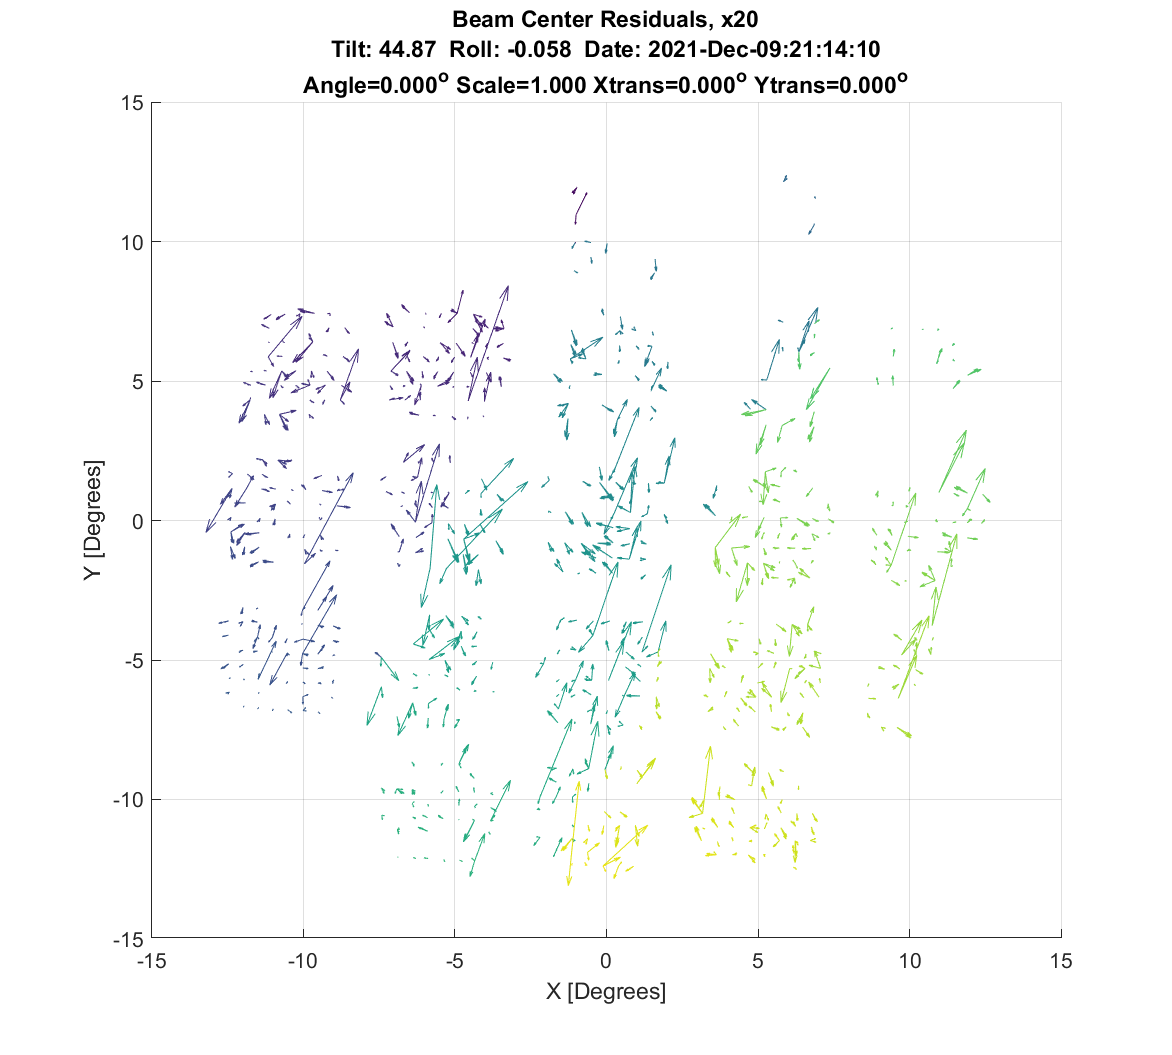 Beam Center Residuals, x20
Tilt: 44.87 Roll: -0.058 Date: 2021-Dec-09:21:14:10
Angle=0.000° Scale=1.000 Xtrans=0.000° Ytrans=0.000°
15
10
5
0
-5
-10
-15
Y [Degrees]
-15 -10 -5 0 5 10 15
X [Degrees]